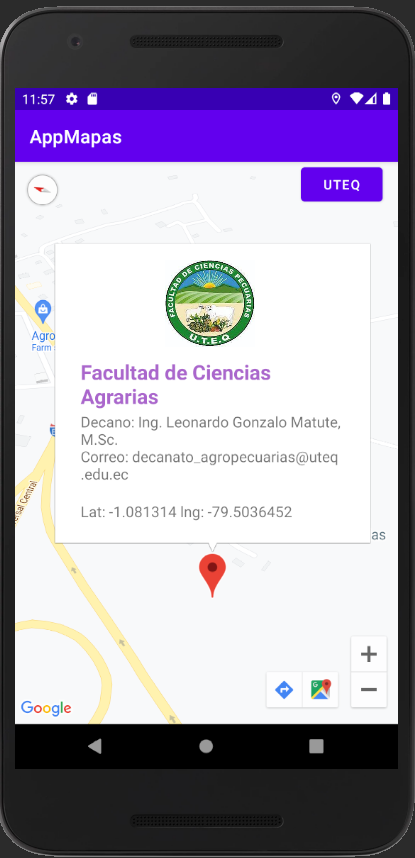 11:57
AppMapas
UTEQ
FACULTAD DE CIENCIAS PECUARIAS
U.T.E.Q
Agro
Farm
Facultad de Ciencias
Agrarias
Decano: Ing. Leonardo Gonzalo Matute,
M.Sc.
Correo: decanato_agropecuarias@uteq
.edu.ec
Lat: -1.081314 lng: -79.5036452
rsal Central
as
Google